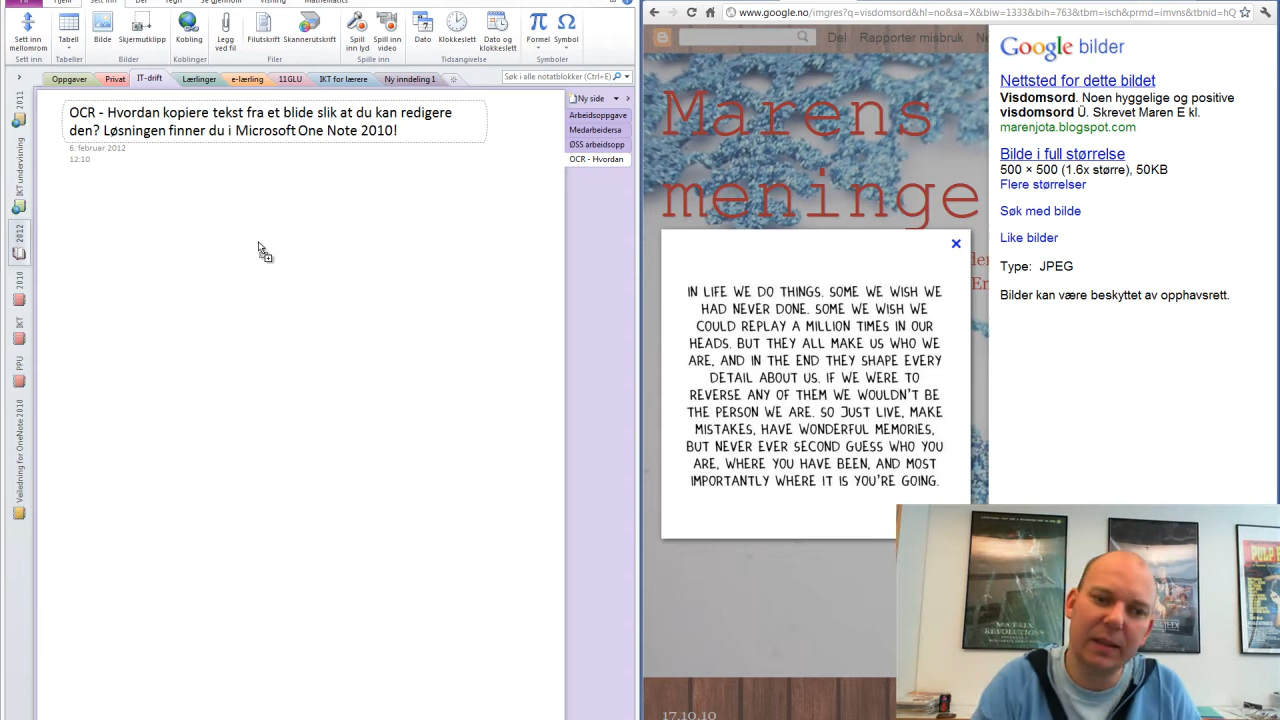 Sett inn
mellomrom
Tabell
Bilde
Skjermutklipp
Kobling
Legg
ved fil
Filutskrift
Skannerutskrift
Spill
inn lyd
Spill inn
video
Dato
Klokkeslett
Dato og
klokkeslett
Formel
Symbol
Sett inn
Tabeller
Bilder
Koblinger
Filer
Spille inn
Tidsangivelse
Symboler
Oppgaver
Privat
IT-drift
Lærlinger
e-lærling
11GLU
IKT for lærere
Ny inndeling 1
Søk i alle notatblokker (Ctrl+E)
OCR - Hvordan kopiere tekst fra et blide slik at du kan redigere
den? Løsningen finner du i Microsoft One Note 2010!
6. februar 2012
12:10
Ny side
Arbeidsoppgave
Medarbeidersa
ØSS arbeidsopp
OCR - Hvordan
2011
IKT undervisning
2012
2010
IKT
PPU
Veiledning for OneNote 2010
www.google.no/imgres?q=visdomsord&hl=no&sa=X&biw=1333&bih=763&tbm=isch&prmd=imvns&tbnid=hQ
Del
Rapporter misbruk
Ne
Marens
meninge
IN LIFE WE DO THINGS. SOME WE WISH WE
HAD NEVER DONE. SOME WE WISH WE
COULD REPLAY A MILLION TIMES IN OUR
HEADS. BUT THEY ALL MAKE US WHO WE
ARE, AND IN THE END THEY SHAPE EVERY
DETAIL ABOUT US. IF WE WERE TO
REVERSE ANY OF THEM WE WOULDN'T BE
THE PERSON WE ARE. SO JUST LIVE, MAKE
MISTAKES, HAVE WONDERFUL MEMORIES,
BUT NEVER EVER SECOND GUESS WHO YOU
ARE, WHERE YOU HAVE BEEN, AND MOST
IMPORTANTLY WHERE IT IS YOU'RE GOING.
17.10.10
Google bilder
Nettsted for dette bildet
Visdomsord. Noen hyggelige og positive
visdomsord Ü. Skrevet Maren E kl.
marenjota.blogspot.com
Bilde i full størrelse
500 × 500 (1.6x større), 50KB
Flere størrelser
Søk med bilde
Like bilder
Type: JPEG
Bilder kan være beskyttet av opphavsrett.
MATRIX
REVOLUTIONS
JEDI
PULP